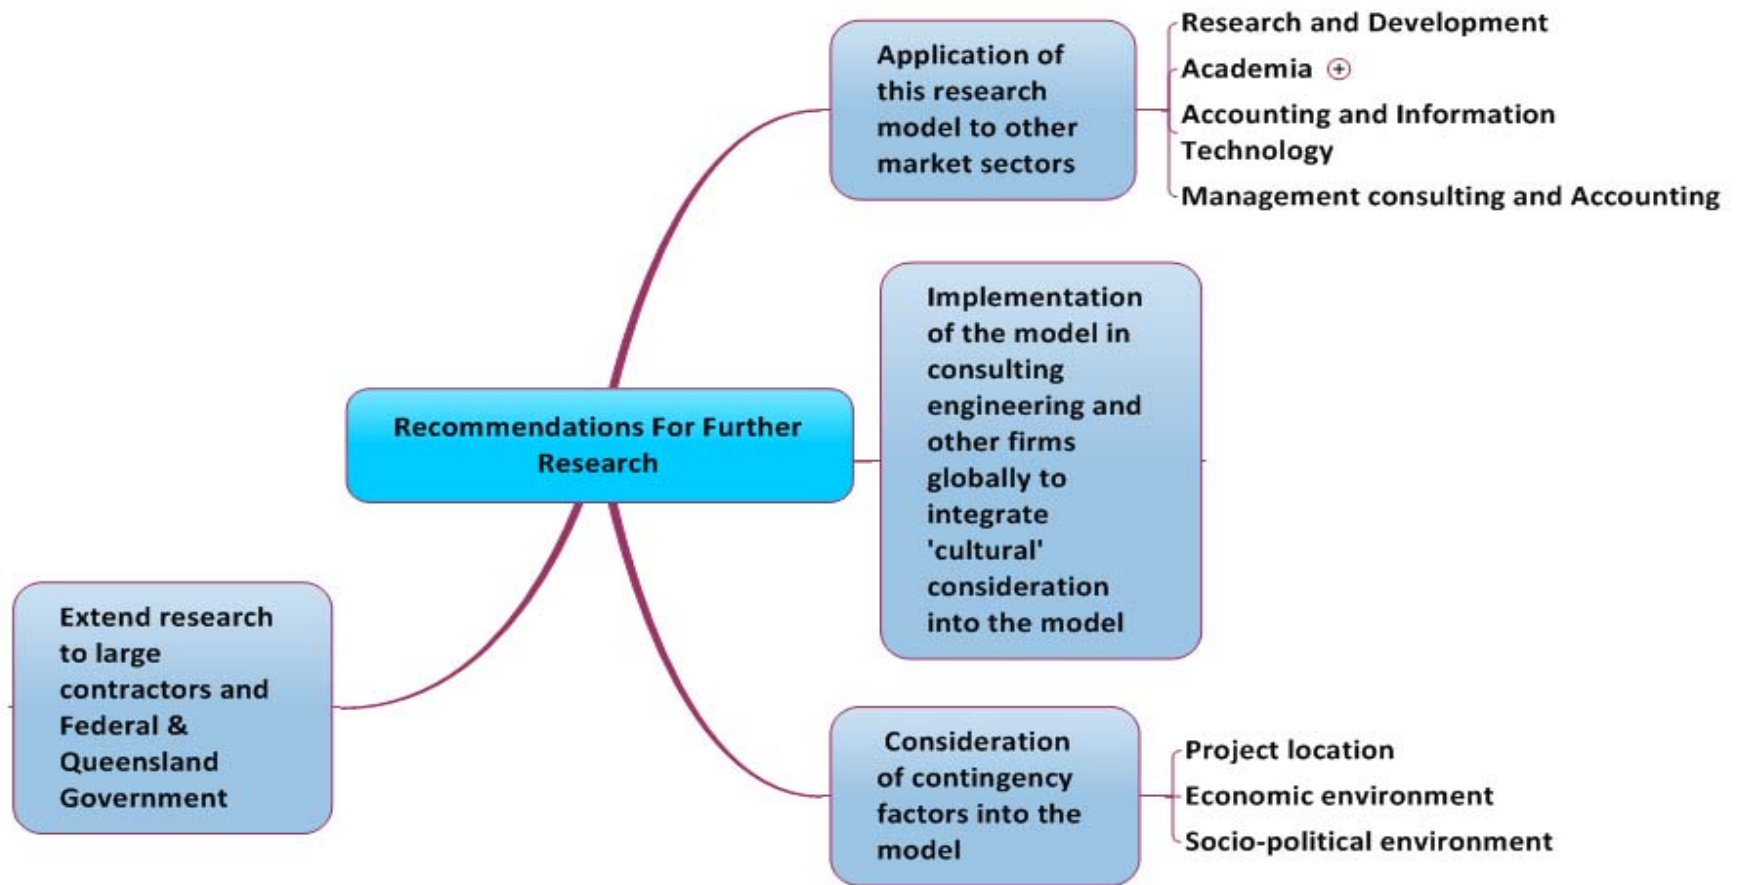 Application of
this research
model to other
market sectors
Research and Development
Academia
Accounting and Information
Technology
Management consulting and Accounting
Implementation
of the model in
consulting
engineering and
other firms
globally to
integrate
'cultural'
consideration
into the model
Recommendations For Further
Research
Extend research
to large
contractors and
Federal &
Queensland
Government
Consideration
of contingency
factors into the
model
Project location
Economic environment
Socio-political environment